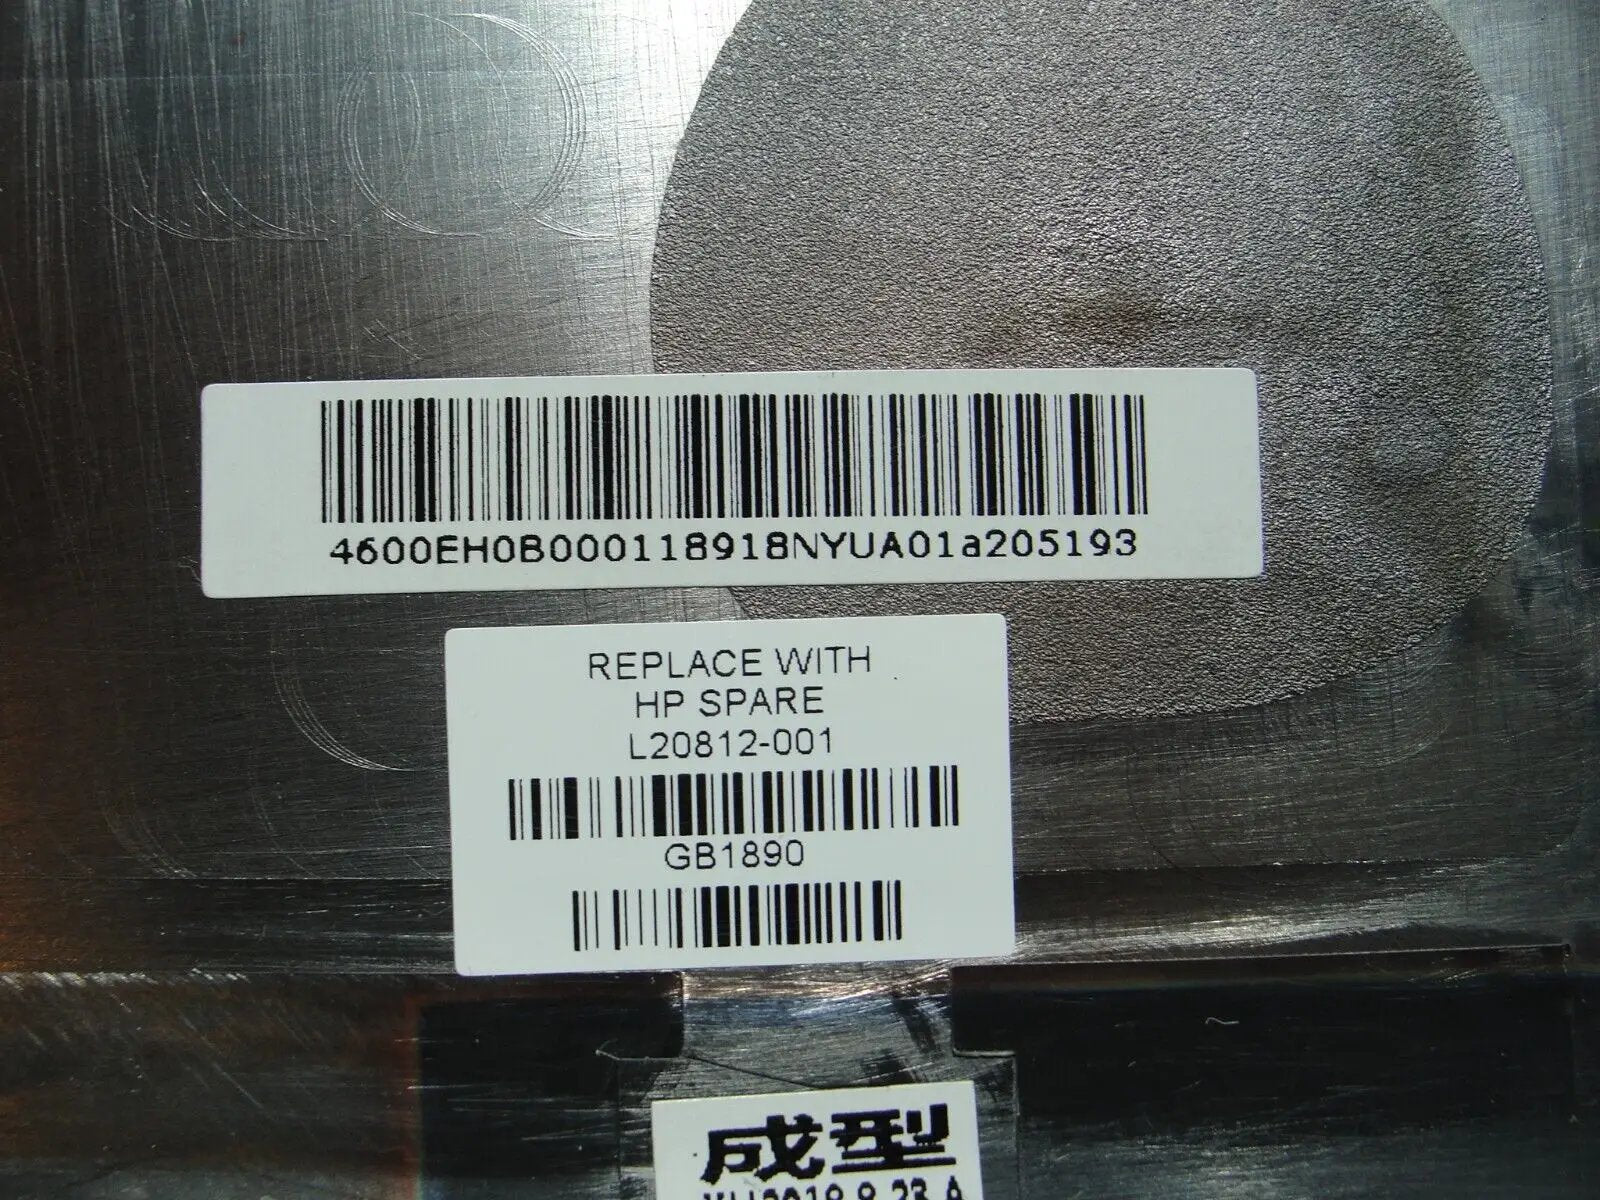 4600EH0B000118918NYUA01a205193
REPLACE WITH
HP SPARE
L20812-001
GB1890
成型